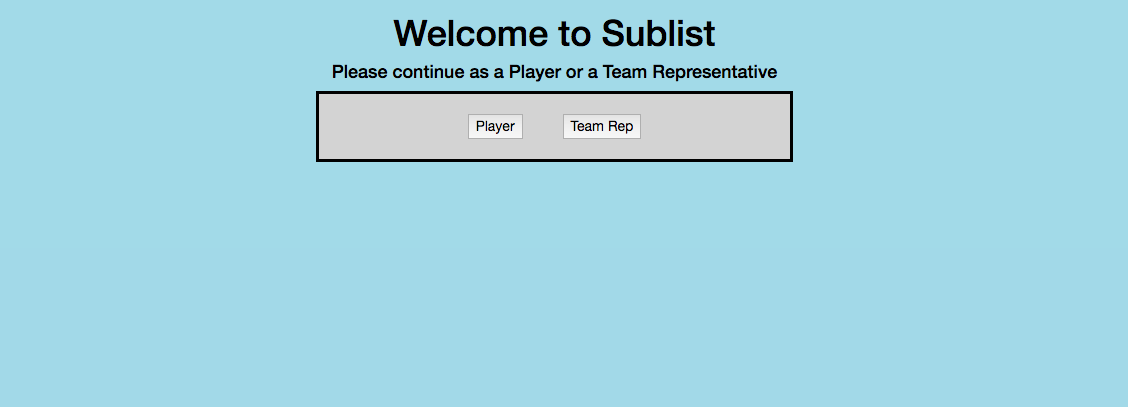 Welcome to Sublist
Please continue as a Player or a Team Representative
Player Team Rep